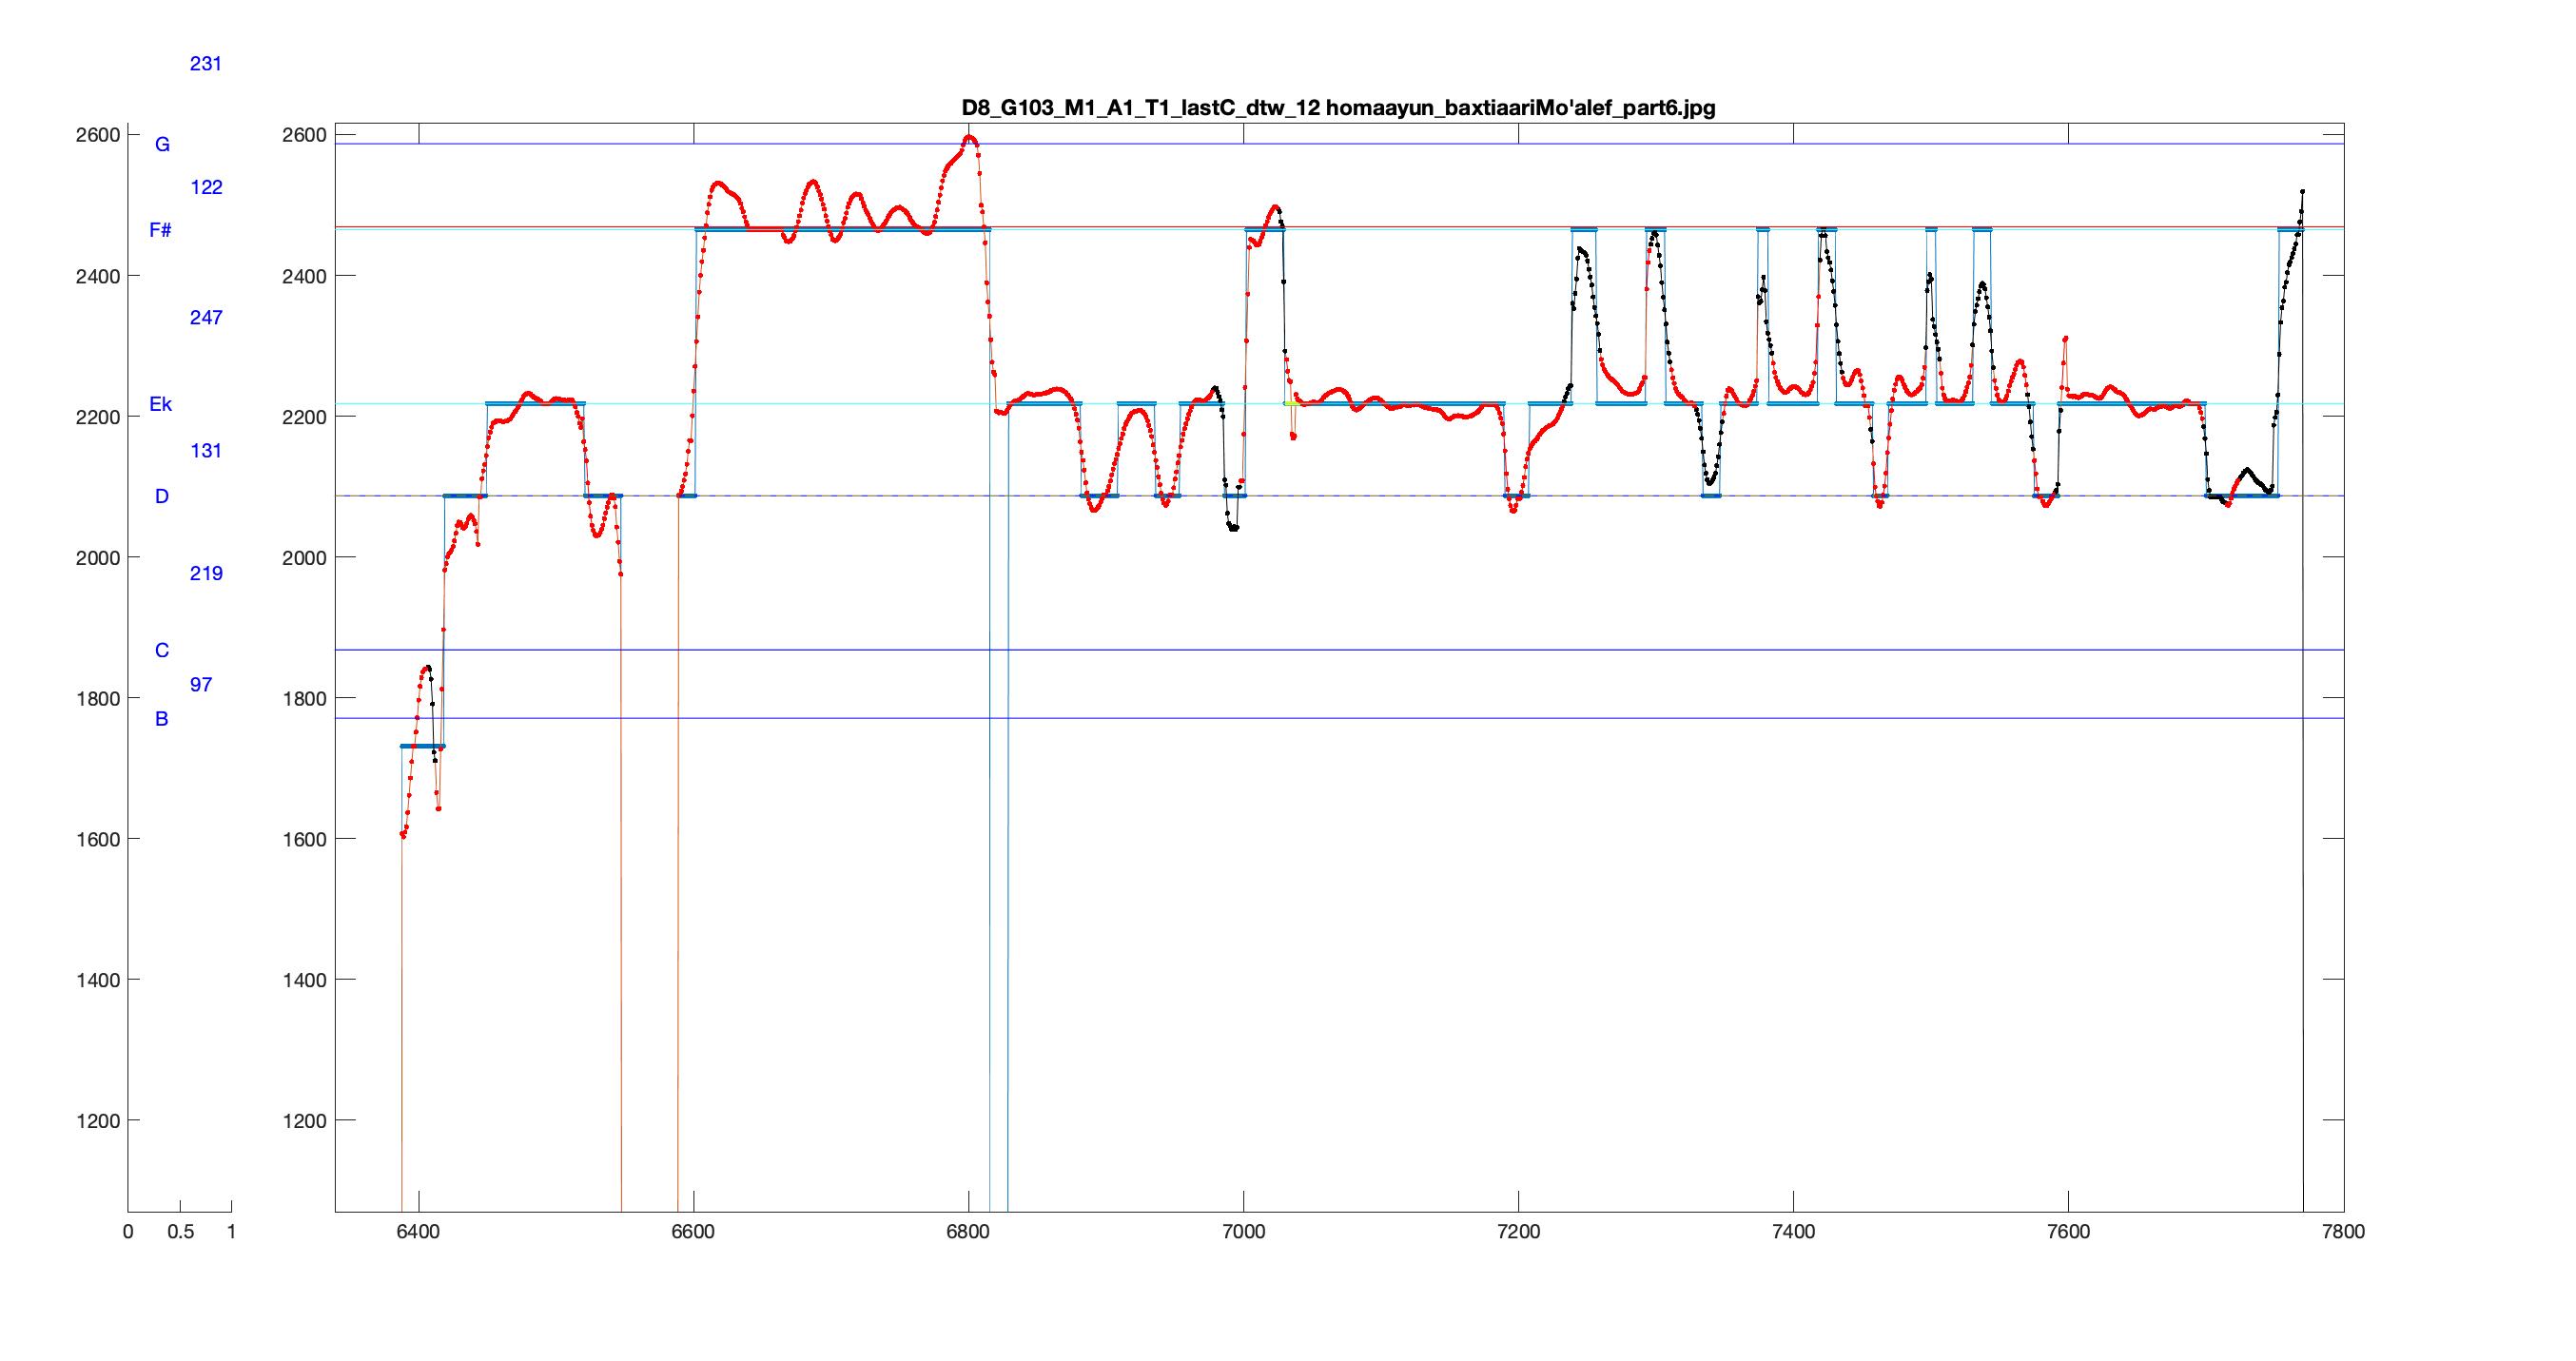 231
D8_G103_M1_A1_T1_lastC_dtw_12 homaayun_baxtiaariMo'alef_part6.jpg
2600 G 2600
122
F#
2400 2400
247
Ek
2200 2200
131
D
2000 2000
219
C
1800 97 1800
B
1600 1600
1400 1400
1200 1200
0 0.5 1 6400 6600 6800 7000 7200 7400 7600 7800